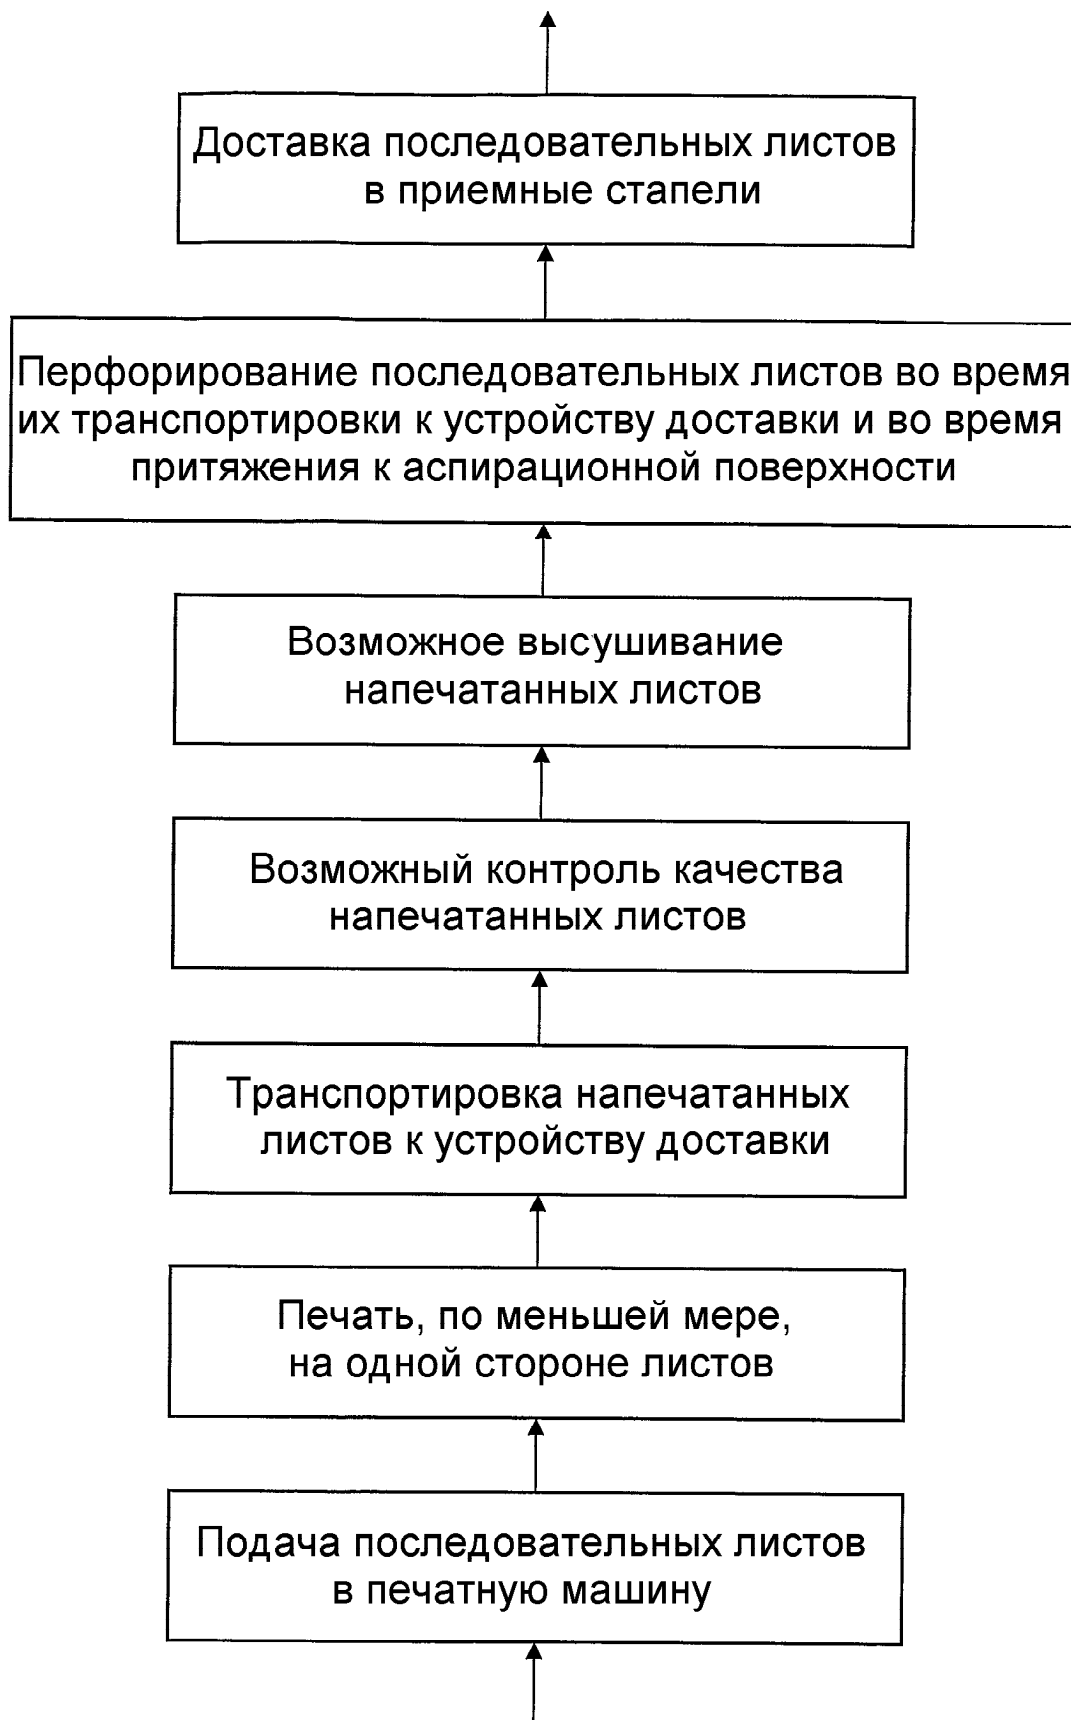 Доставка последовательных листов
в приемные стапели
Перфорирование последовательных листов во время
их транспортировки к устройству доставки и во время
притяжения к аспирационной поверхности
Возможное высушивание
напечатанных листов
Возможный контроль качества
напечатанных листов
Транспортировка напечатанных
листов к устройству доставки
Печать, по меньшей мере,
на одной стороне листов
Подача последовательных листов
в печатную машину